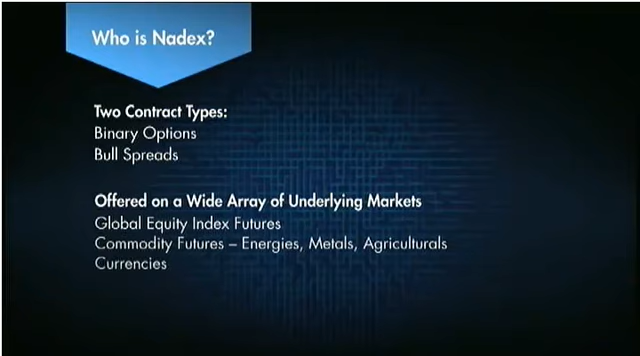 Who is Nadex?
Two Contract Types:
Binary Options
Bull Spreads
Offered on a Wide Array of Underlying Markets
Global Equity Index Futures
Commodity Futures – Energies, Metals, Agriculturals
Currencies